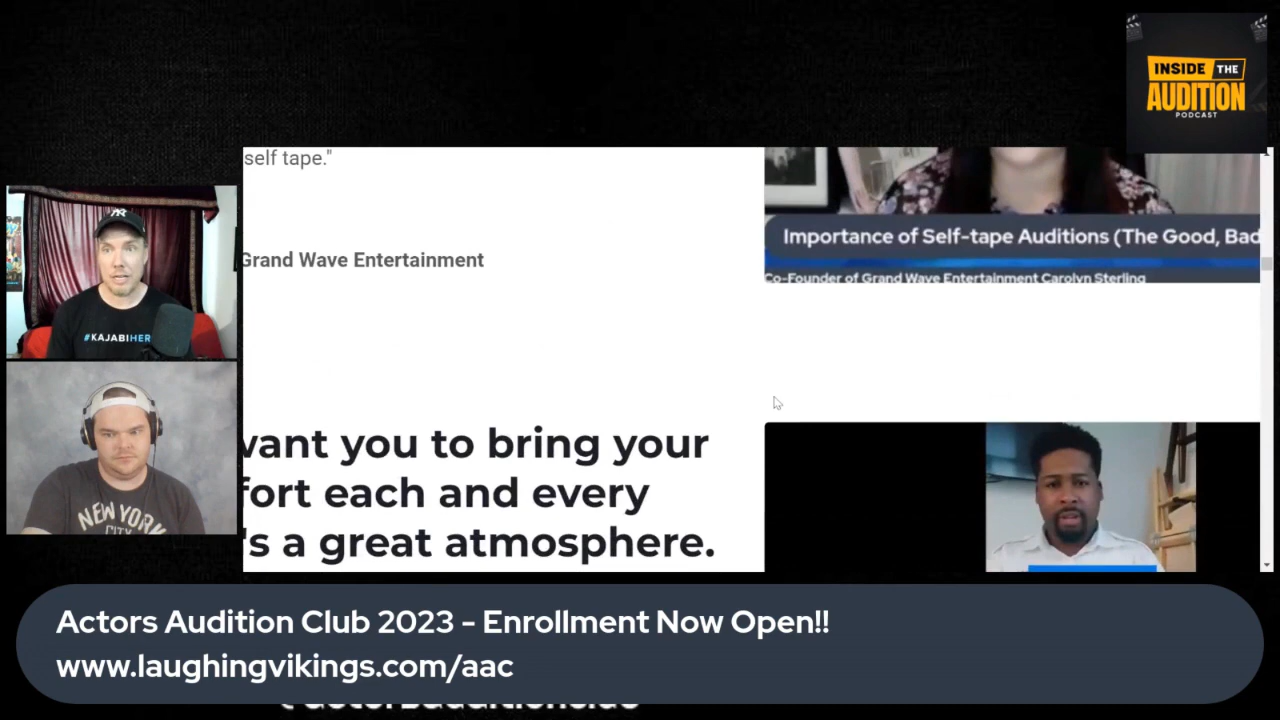 INSIDE THE
AUDITION
PODCAST
self tape."
Grand Wave Entertainment
Importance of Self-tape Auditions (The Good, Bad
Co-Founder of Grand Wave Entertainment Carolyn Sterling
#KAJABIHER
NEW YORK
CITY
want you to bring your
fort each and every
's a great atmosphere.
Actors Audition Club 2023 - Enrollment Now Open!!
www.laughingvikings.com/aac